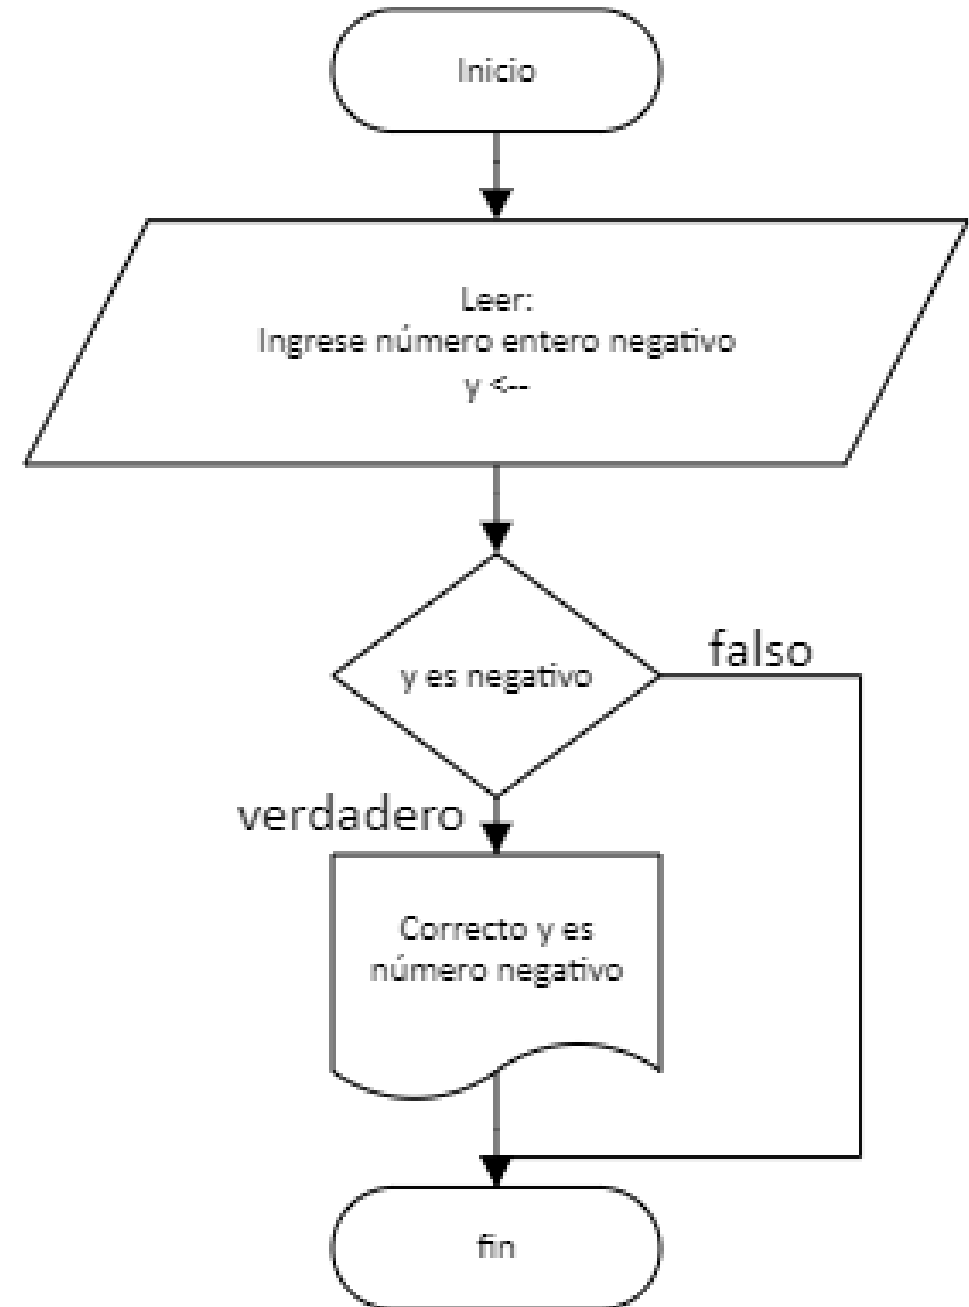 Inicio
Leer:
Ingrese número entero negativo
y <--
y es negativo
falso
verdadero
Correcto y es
número negativo
fin